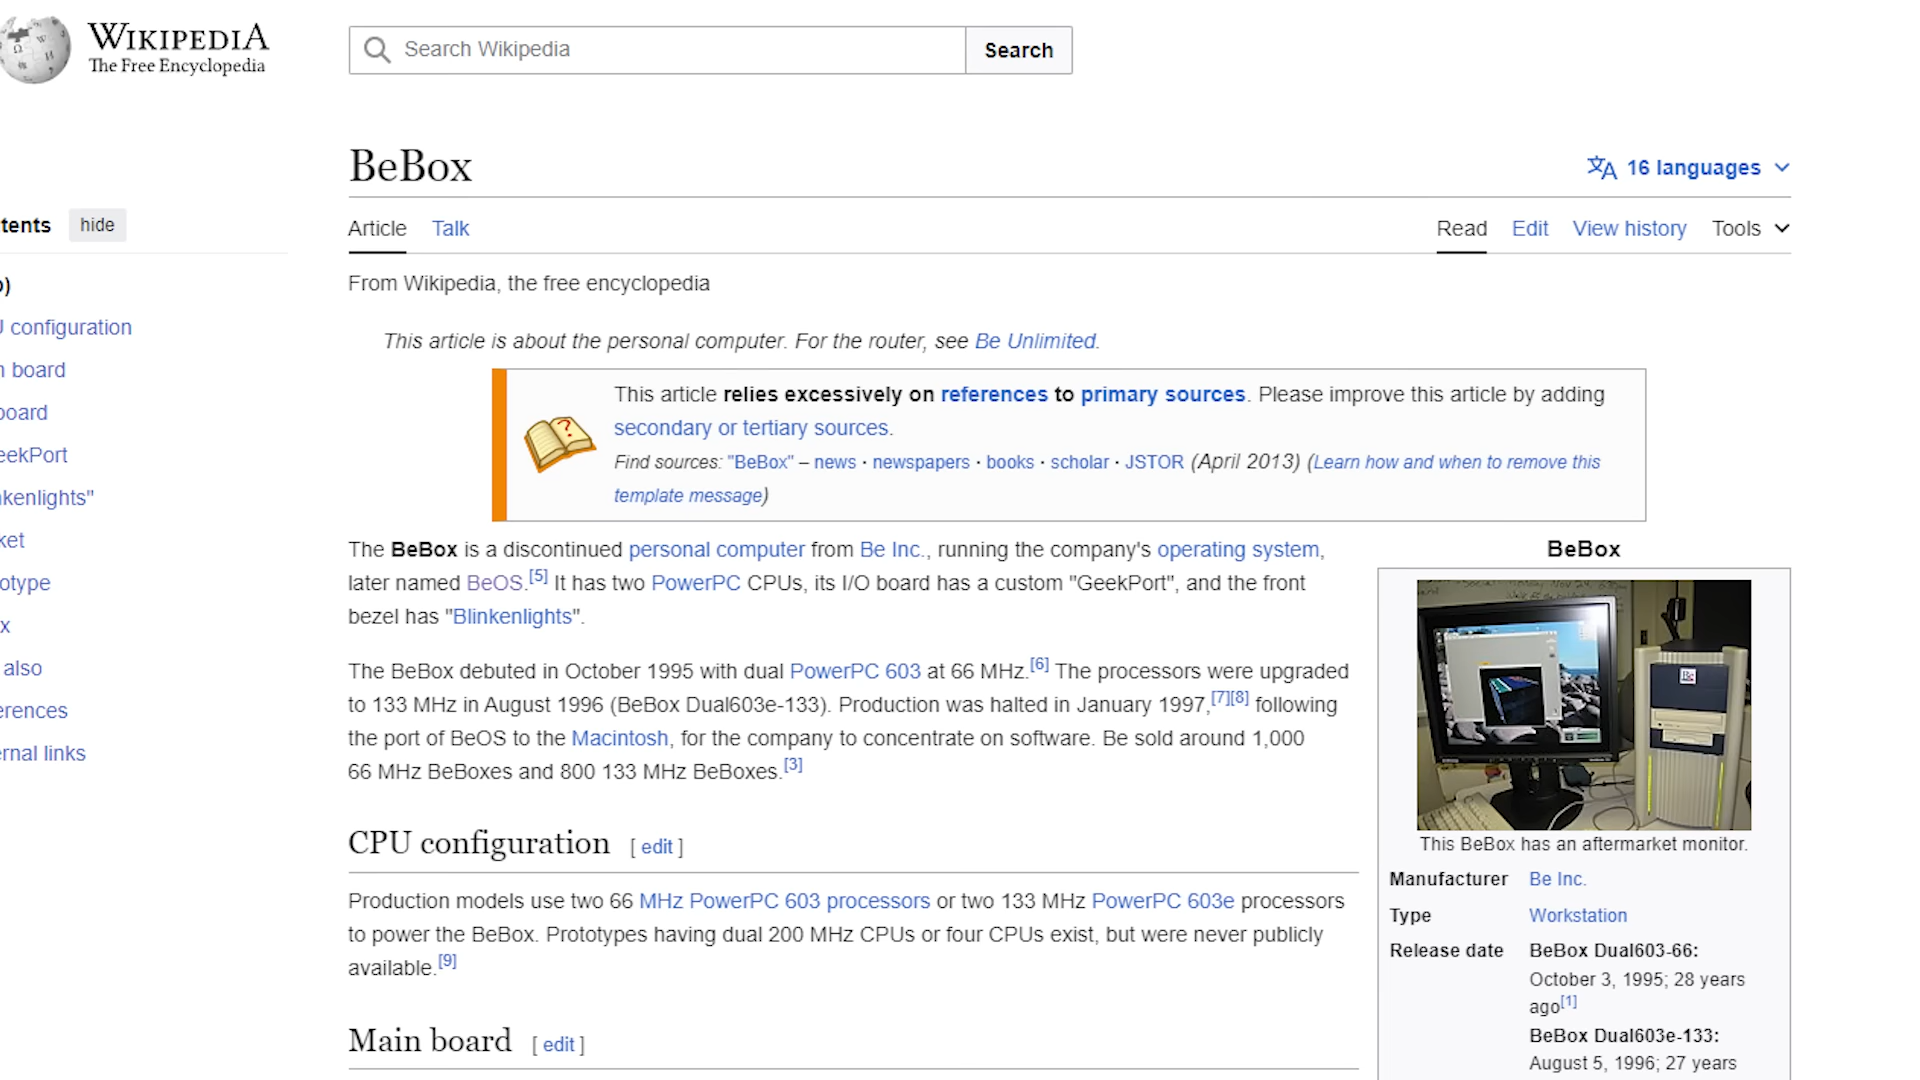 WIKIPEDIA
The Free Encyclopedia
Search Wikipedia
Search
BeBox
16 languages
tents
hide
Article
Talk
Read
Edit
View history
Tools
From Wikipedia, the free encyclopedia
)
configuration
board
board
eekPort
kenlights"
ket
otype
x
also
erences
rnal links
This article is about the personal computer. For the router, see Be Unlimited.
This article relies excessively on references to primary sources. Please improve this article by adding
secondary or tertiary sources.
Find sources: "BeBox" – news · newspapers · books · scholar · JSTOR (April 2013) (Learn how and when to remove this
template message)
The BeBox is a discontinued personal computer from Be Inc., running the company's operating system,
later named BeOS.[5] It has two PowerPC CPUs, its I/O board has a custom "GeekPort", and the front
bezel has "Blinkenlights".
The BeBox debuted in October 1995 with dual PowerPC 603 at 66 MHz.[6] The processors were upgraded
to 133 MHz in August 1996 (BeBox Dual603e-133). Production was halted in January 1997,[7][8] following
the port of BeOS to the Macintosh, for the company to concentrate on software. Be sold around 1,000
66 MHz BeBoxes and 800 133 MHz BeBoxes.[3]
CPU configuration [ edit ]
Production models use two 66 MHz PowerPC 603 processors or two 133 MHz PowerPC 603e processors
to power the BeBox. Prototypes having dual 200 MHz CPUs or four CPUs exist, but were never publicly
available.[9]
Main board [ edit ]
BeBox
Be
This BeBox has an aftermarket monitor.
Manufacturer Be Inc.
Type Workstation
Release date BeBox Dual603-66:
October 3, 1995; 28 years
ago[1]
BeBox Dual603e-133:
August 5, 1996; 27 years